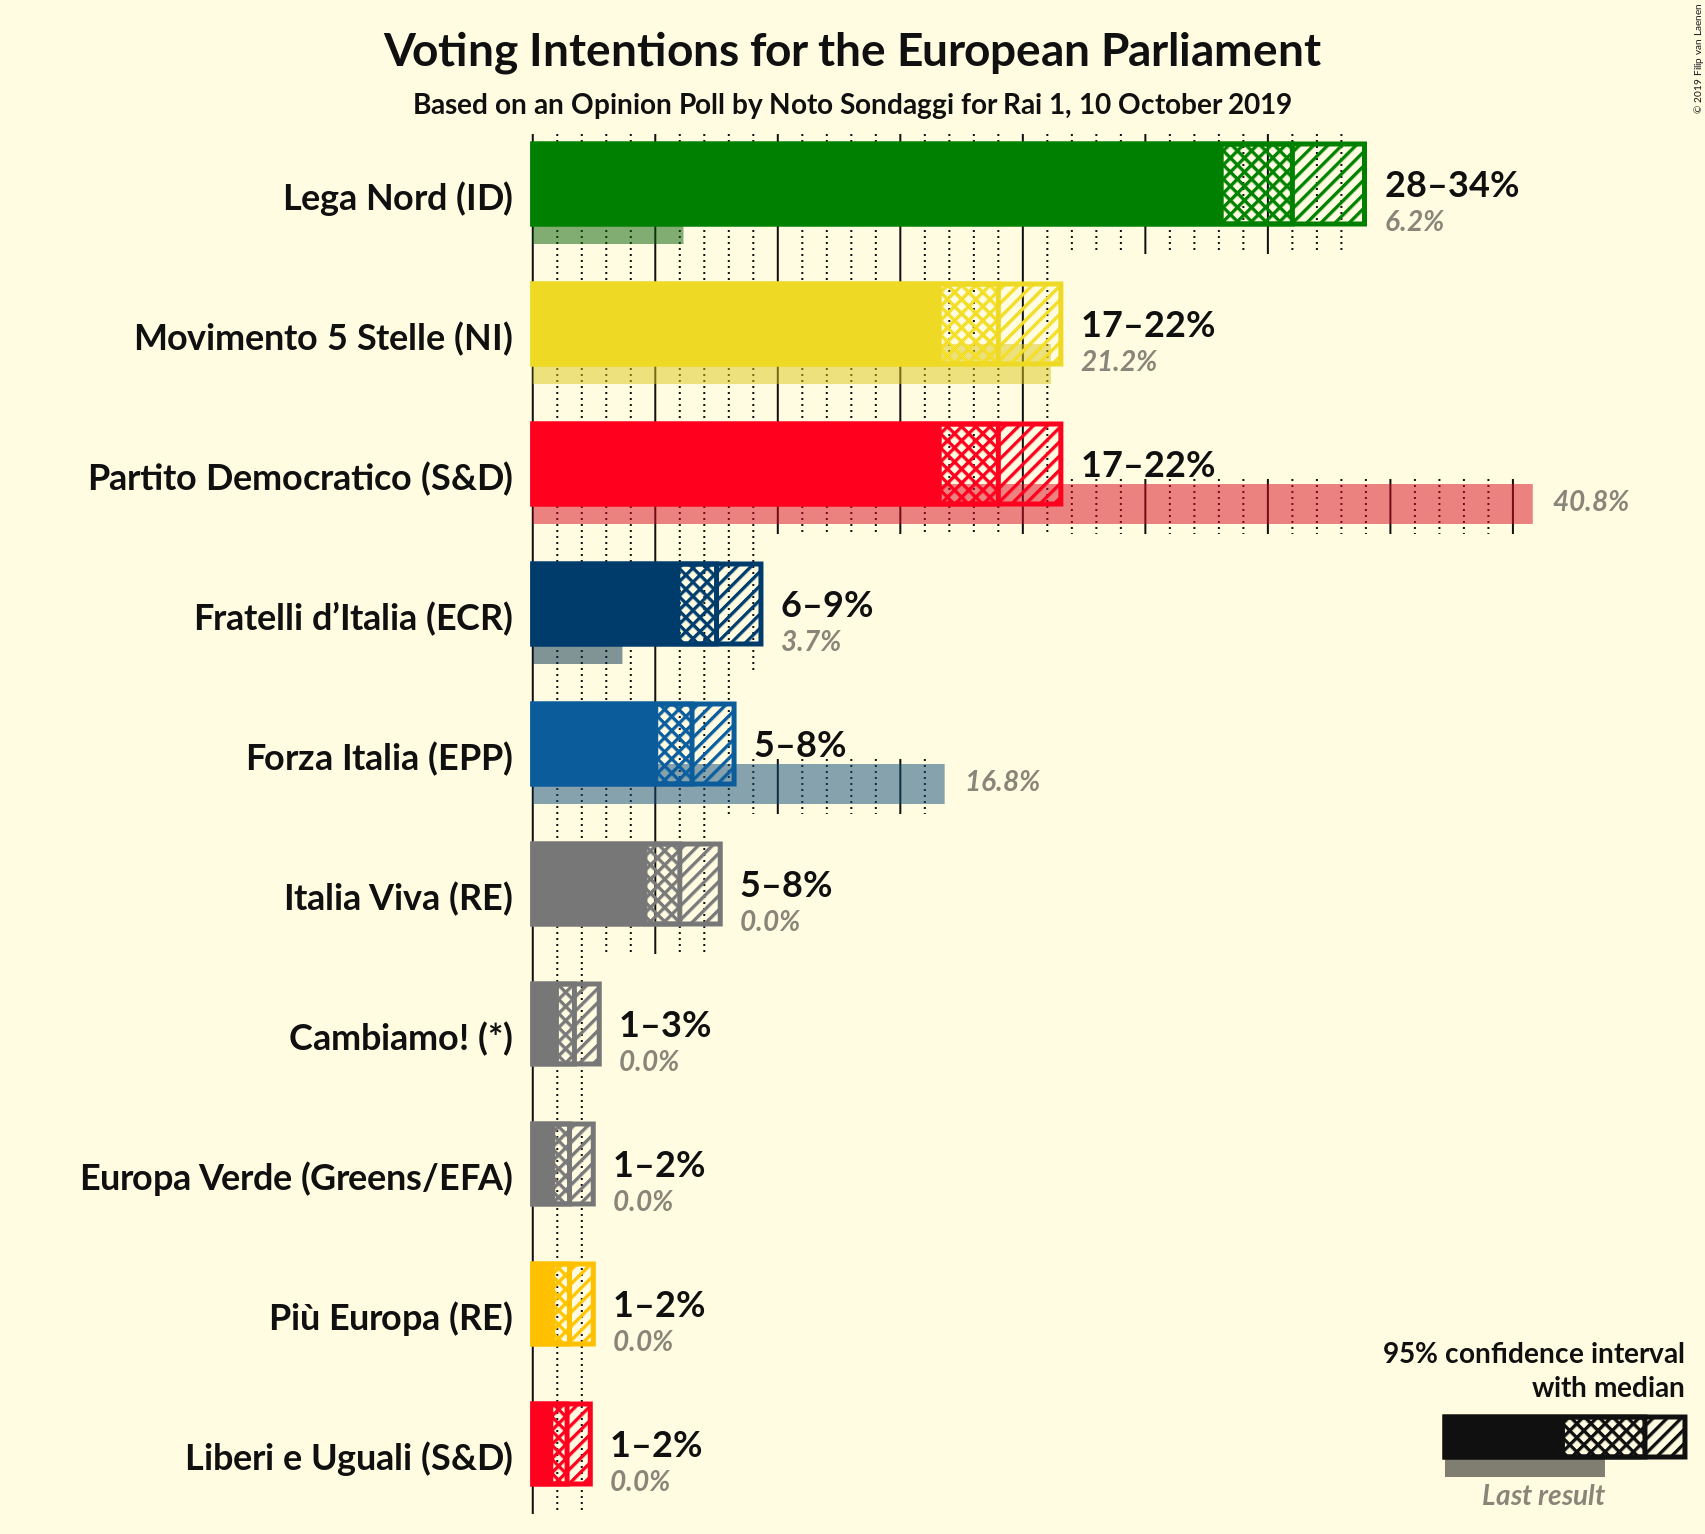 Voting Intentions for the European Parliament
Based on an Opinion Poll by Noto Sondaggi for Rai 1, 10 October 2019
© 2019 Filip van Laenen
Lega Nord (ID)
28–34%
6.2%
Movimento 5 Stelle (NI)
17–22%
21.2%
Partito Democratico (S&D)
17–22%
40.8%
Fratelli d’Italia (ECR)
6–9%
3.7%
Forza Italia (EPP)
5–8%
16.8%
Italia Viva (RE)
5–8%
0.0%
Cambiamo! (*)
1–3%
0.0%
Europa Verde (Greens/EFA)
1–2%
0.0%
Più Europa (RE)
1–2%
0.0%
Liberi e Uguali (S&D)
1–2%
0.0%
95% confidence interval
with median
Last result